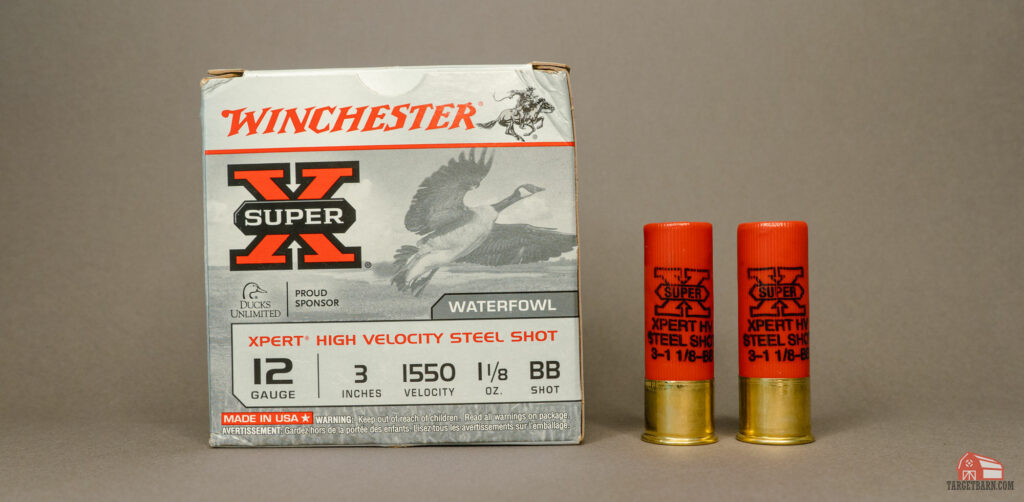 WINCHESTER®
SUPER X®
DUCKS
UNLIMITED
PROUD
SPONSOR
WATERFOWL
XPERT® HIGH VELOCITY STEEL SHOT
12 3 1550 1 1/8 BB
GAUGE INCHES VELOCITY OZ. SHOT
MADE IN USA WARNING: Keep out of reach of children. Read all warnings on package.
AVERTISSEMENT: Gardez hors de la portée des enfants. Lisez tous les avertissements sur l'emballage.
SUPER X
XPERT HV
STEEL SHO
3-1 1/8-BB
SUPER X
XPERT HV
STEEL SHO
3-1 1/8-BB
TARGETBARN.COM